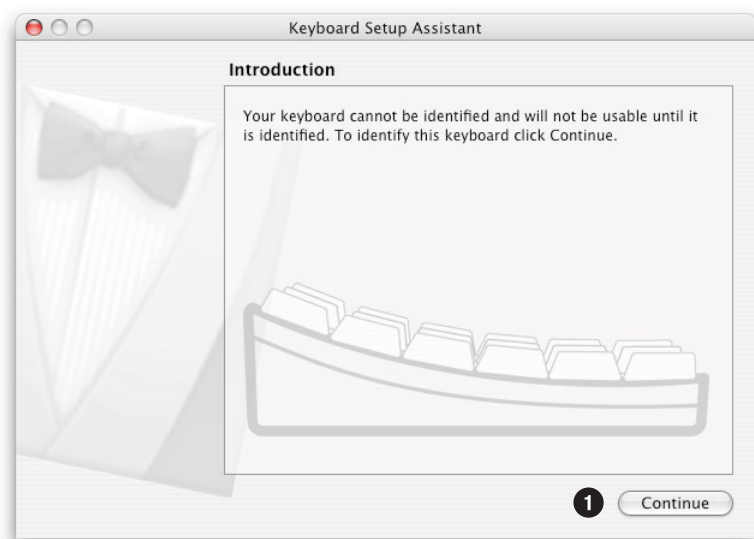 Keyboard Setup Assistant
Introduction
Your keyboard cannot be identified and will not be usable until it
is identified. To identify this keyboard click Continue.
1 Continue